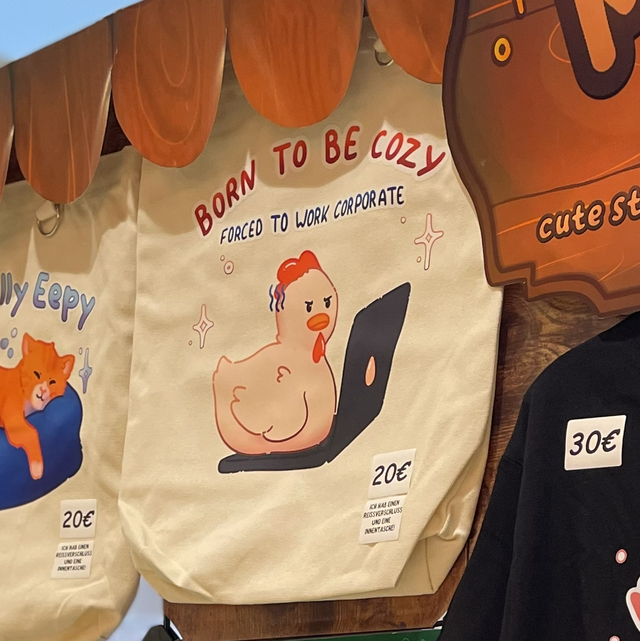 BORN TO BE COZY
FORCED TO WORK CORPORATE
lly Eepy
cute st
30€
20€
ICH HAB EINEN
REISSVERSCHLUSS
UND EINE
INNENTASCHE!
20€
ICH HAB EINEN
REISSVERSCHLUSS
UND EINE
INNENTASCHE!